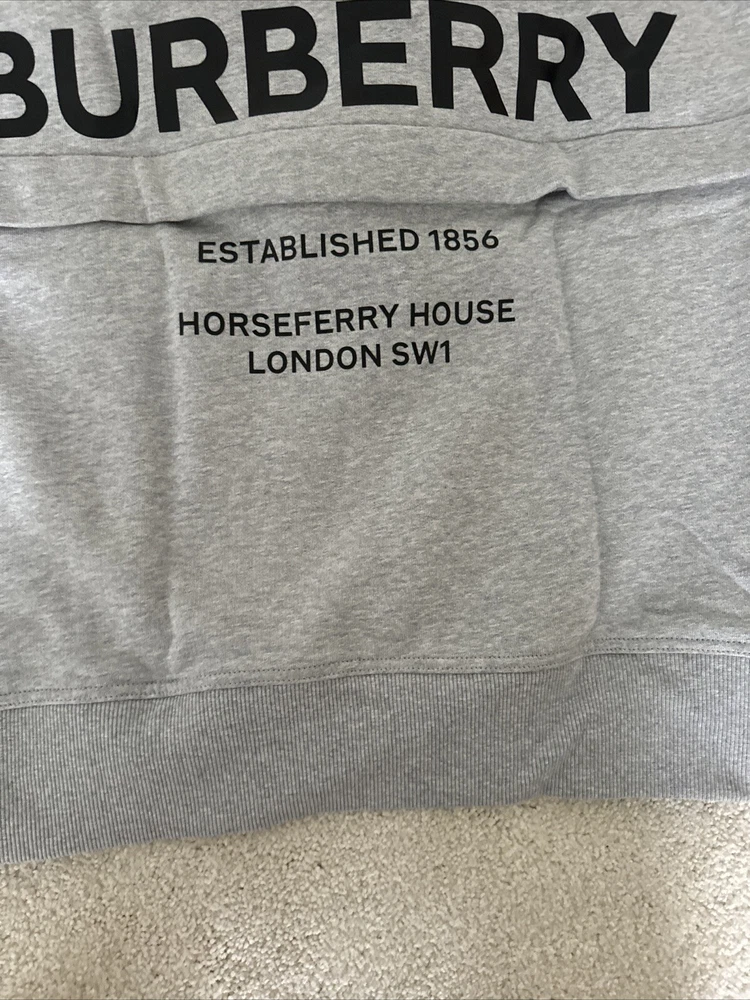 BURBERRY
ESTABLISHED 1856
HORSEFERRY HOUSE
LONDON SW1